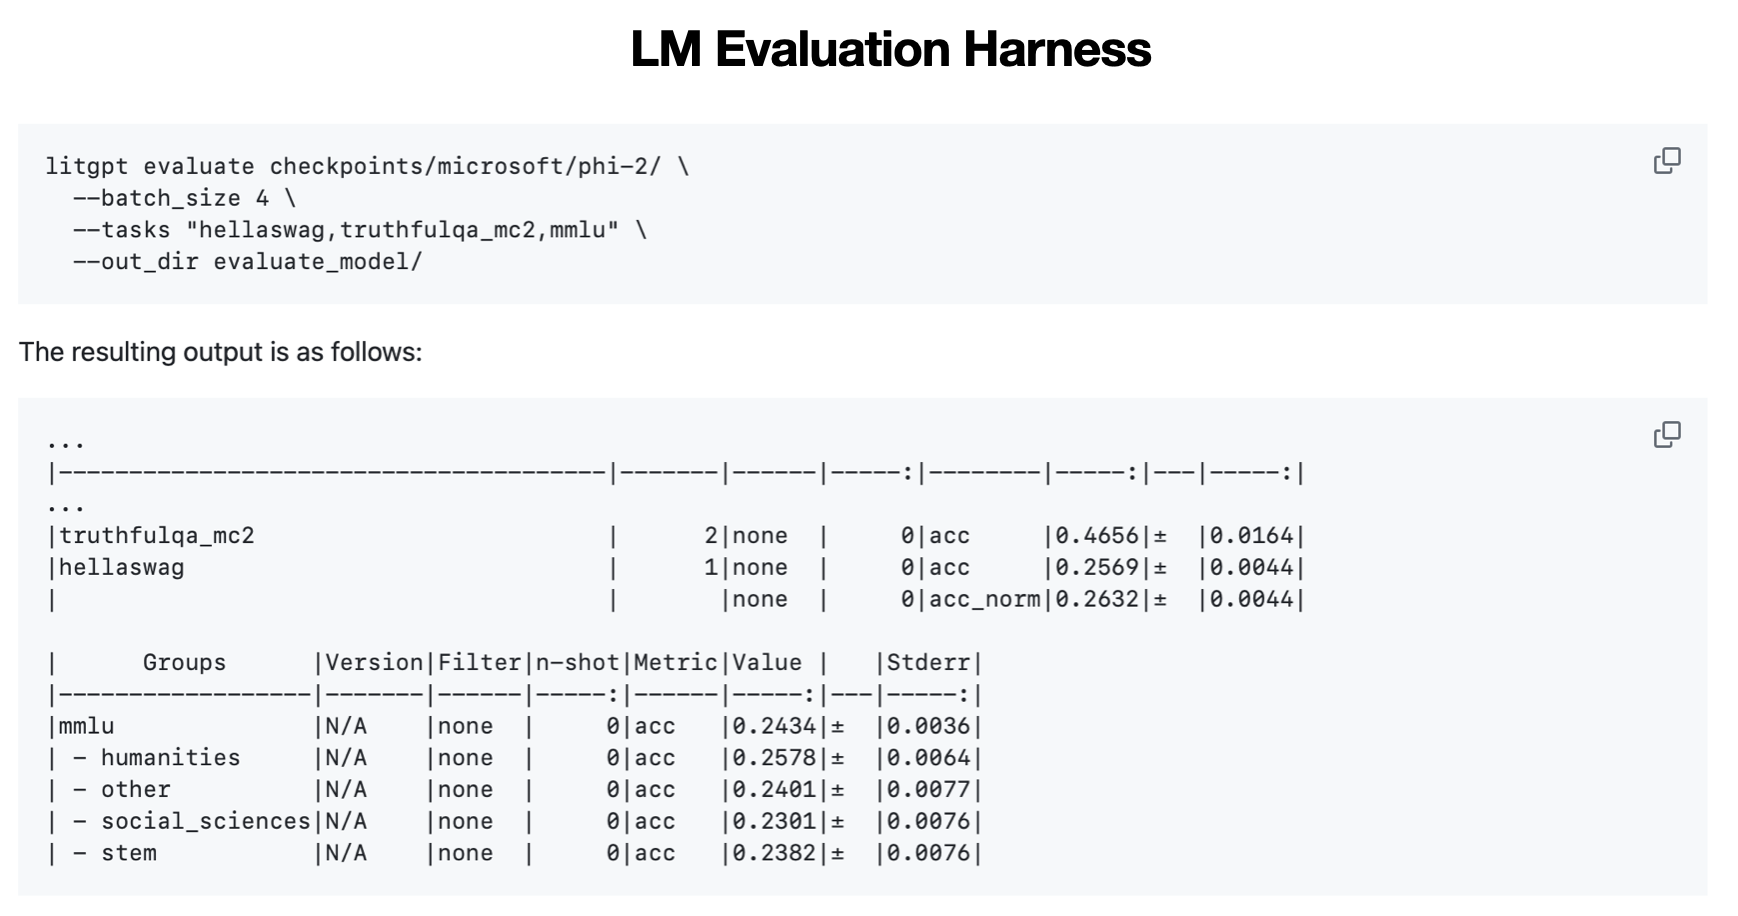 LM Evaluation Harness
litgpt evaluate checkpoints/microsoft/phi-2/ \
  --batch_size 4 \
  --tasks "hellaswag,truthfulqa_mc2,mmlu" \
  --out_dir evaluate_model/
The resulting output is as follows:
...
|---------------------------------------|-------|------|-----:|--------|-----:|---|-----:|
...
|truthfulqa_mc2                         |      2|none  |     0|acc     |0.4656|±  |0.0164|
|hellaswag                              |      1|none  |     0|acc     |0.2569|±  |0.0044|
|                                       |       |none  |     0|acc_norm|0.2632|±  |0.0044|
|      Groups      |Version|Filter|n-shot|Metric|Value |   |Stderr|
|------------------|-------|------|-----:|------|-----:|---|-----:|
|mmlu              |N/A    |none  |     0|acc   |0.2434|±  |0.0036|
| - humanities     |N/A    |none  |     0|acc   |0.2578|±  |0.0064|
| - other          |N/A    |none  |     0|acc   |0.2401|±  |0.0077|
| - social_sciences|N/A    |none  |     0|acc   |0.2301|±  |0.0076|
| - stem           |N/A    |none  |     0|acc   |0.2382|±  |0.0076|